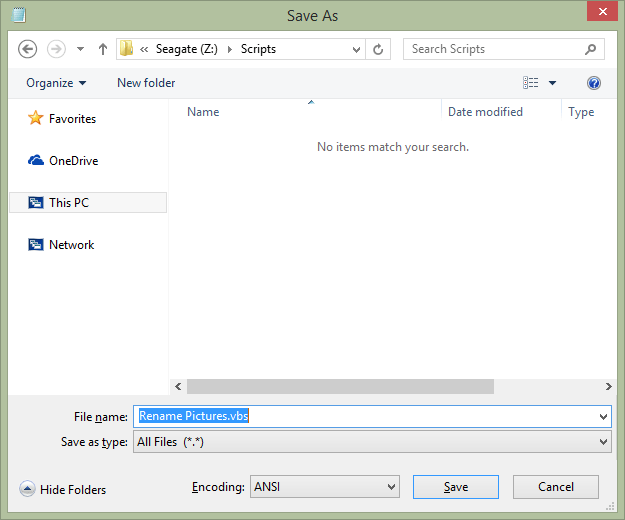 Save As
« Seagate (Z:) Scripts
Search Scripts
Organize New folder
Name Date modified Type
Favorites
No items match your search.
OneDrive
This PC
Network
File name: Rename Pictures.vbs
Save as type: All Files (*.*)
Hide Folders Encoding: ANSI Save Cancel